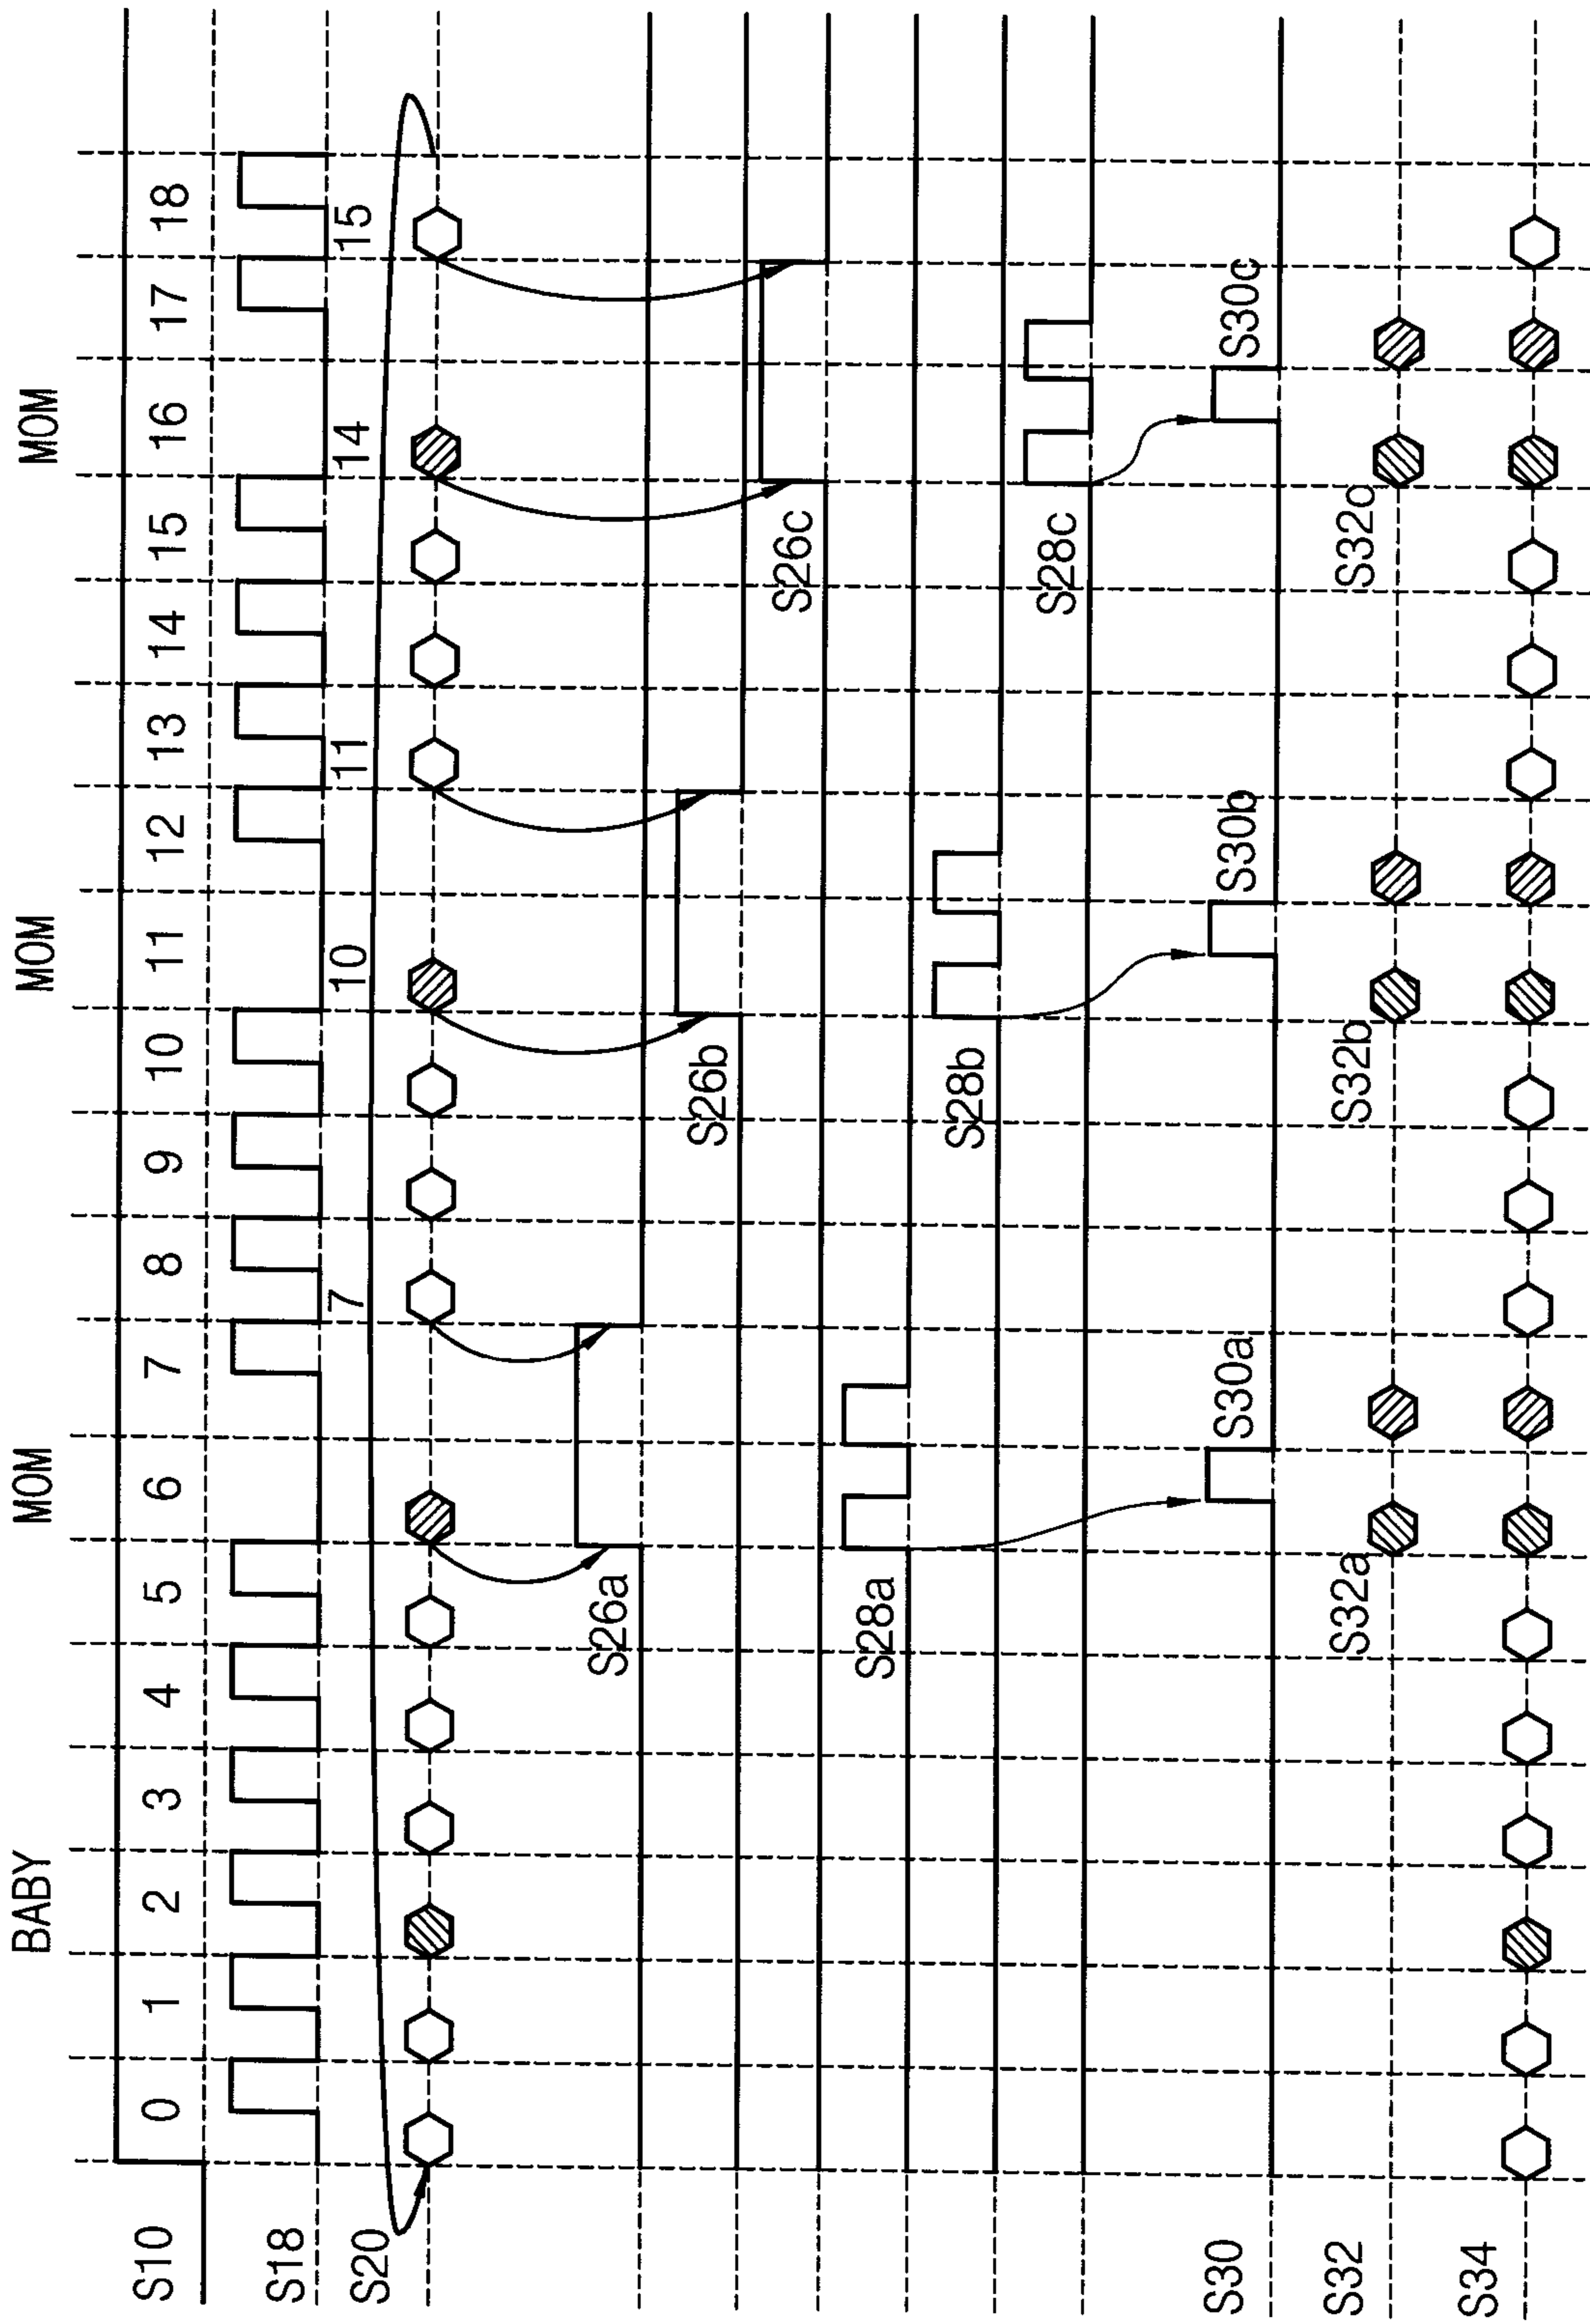 BABY MOM MOM MOM
S10 0 1 2 3 4 5 6 7 8 9 10 11 12 13 14 15 16 17 18
S18
S20 7 10 11 14 15
S26a
S26b
S26c
S28a
S28b
S28c
S30 S30a S30b S30c
S32 S32a S32b S32c
S34